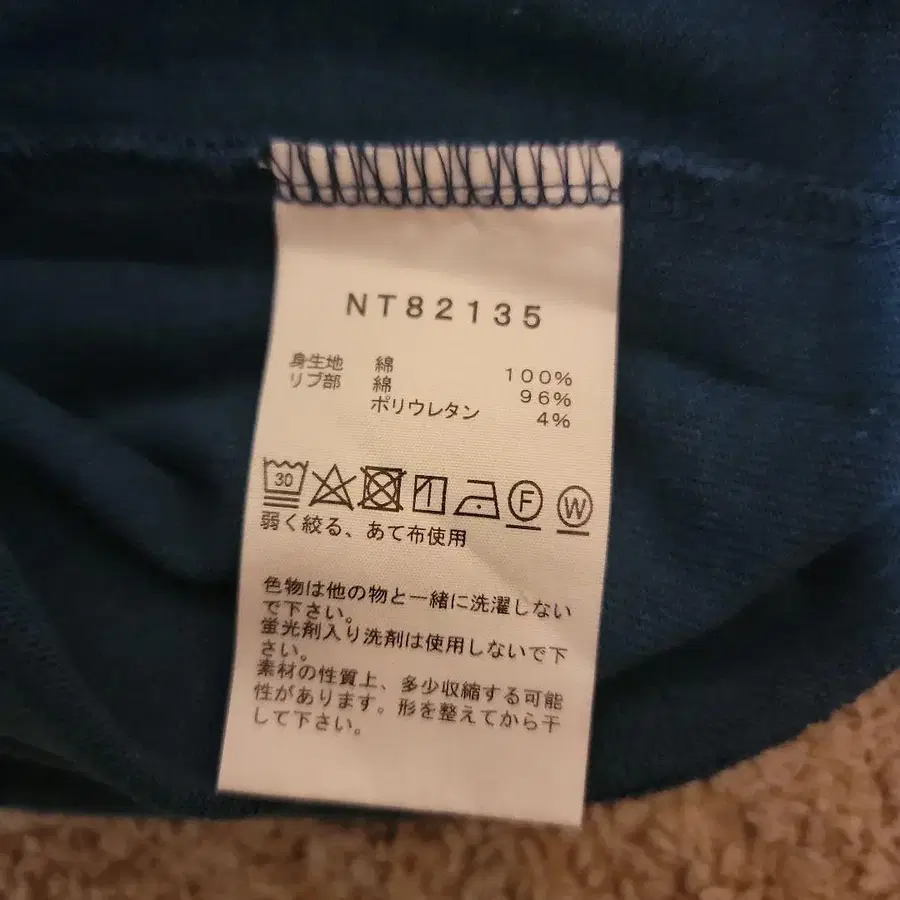 NT82135
身生地 綿 100%
リブ部 綿 96%
ポリウレタン 4%
30 F W
弱く絞る、あて布使用
色物は他の物と一緒に洗濯しない
で下さい。
蛍光剤入り洗剤は使用しないで下
さい。
素材の性質上、多少収縮する可能
性があります。形を整えてから干
して下さい。